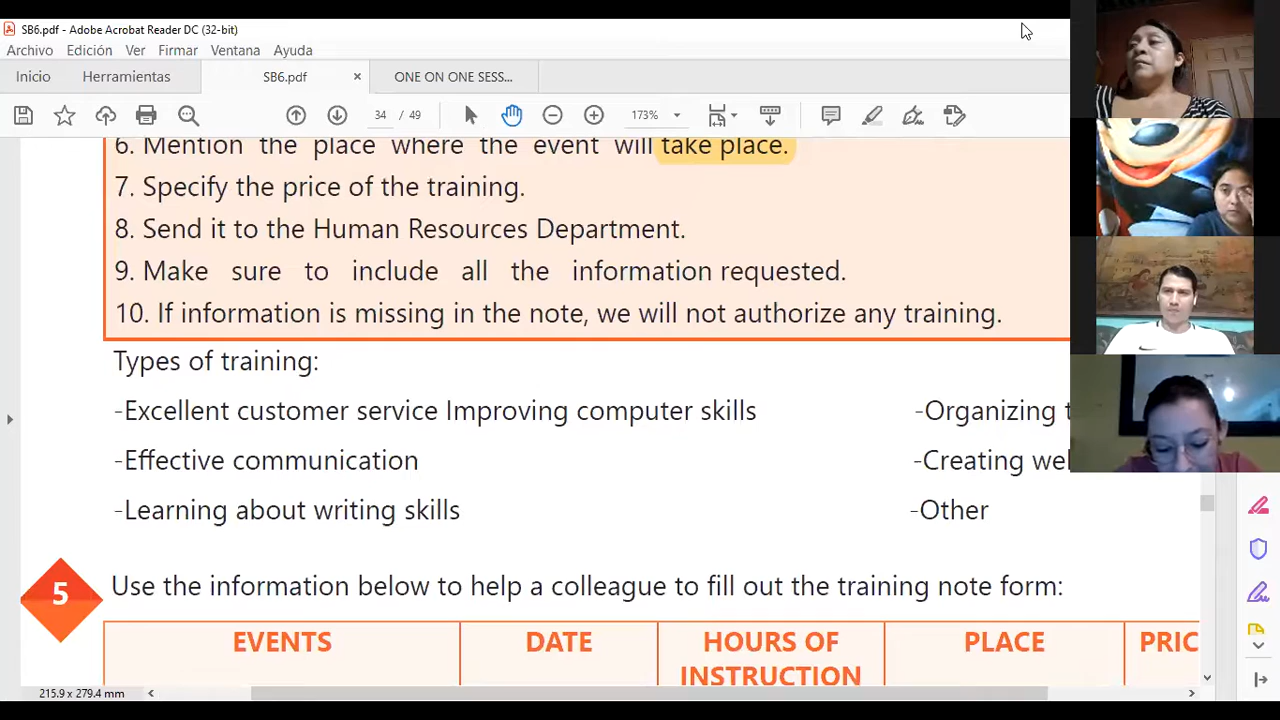 SB6.pdf - Adobe Acrobat Reader DC (32-bit)
Archivo Edición Ver Firmar Ventana Ayuda
Inicio Herramientas SB6.pdf × ONE ON ONE SESS...
34 / 49 173%
6. Mention the place where the event will take place.
7. Specify the price of the training.
8. Send it to the Human Resources Department.
9. Make sure to include all the information requested.
10. If information is missing in the note, we will not authorize any training.
Types of training:
-Excellent customer service Improving computer skills -Organizing
-Effective communication -Creating
-Learning about writing skills -Other
5 Use the information below to help a colleague to fill out the training note form:
EVENTS DATE HOURS OF INSTRUCTION PLACE PRIC
215.9 x 279.4 mm